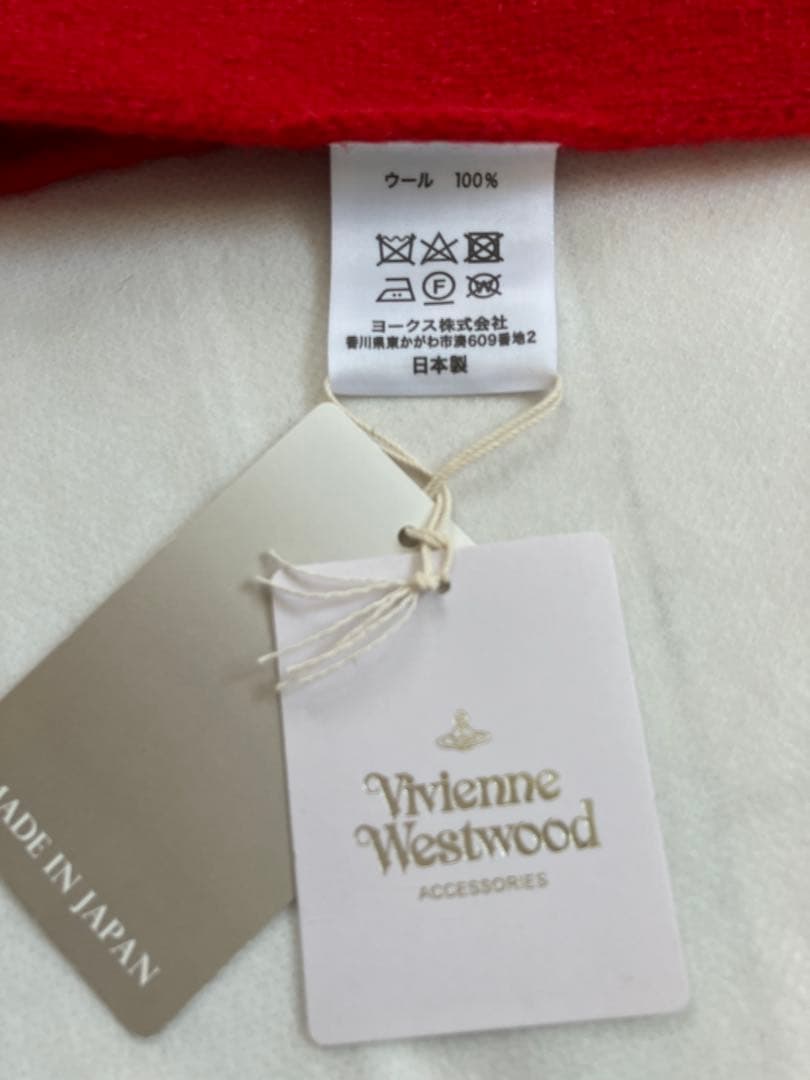 ウール 100%
F
W
ヨークス株式会社
香川県東かがわ市湊609番地2
日本製
MADE IN JAPAN
Vivienne
Westwood
ACCESSORIES